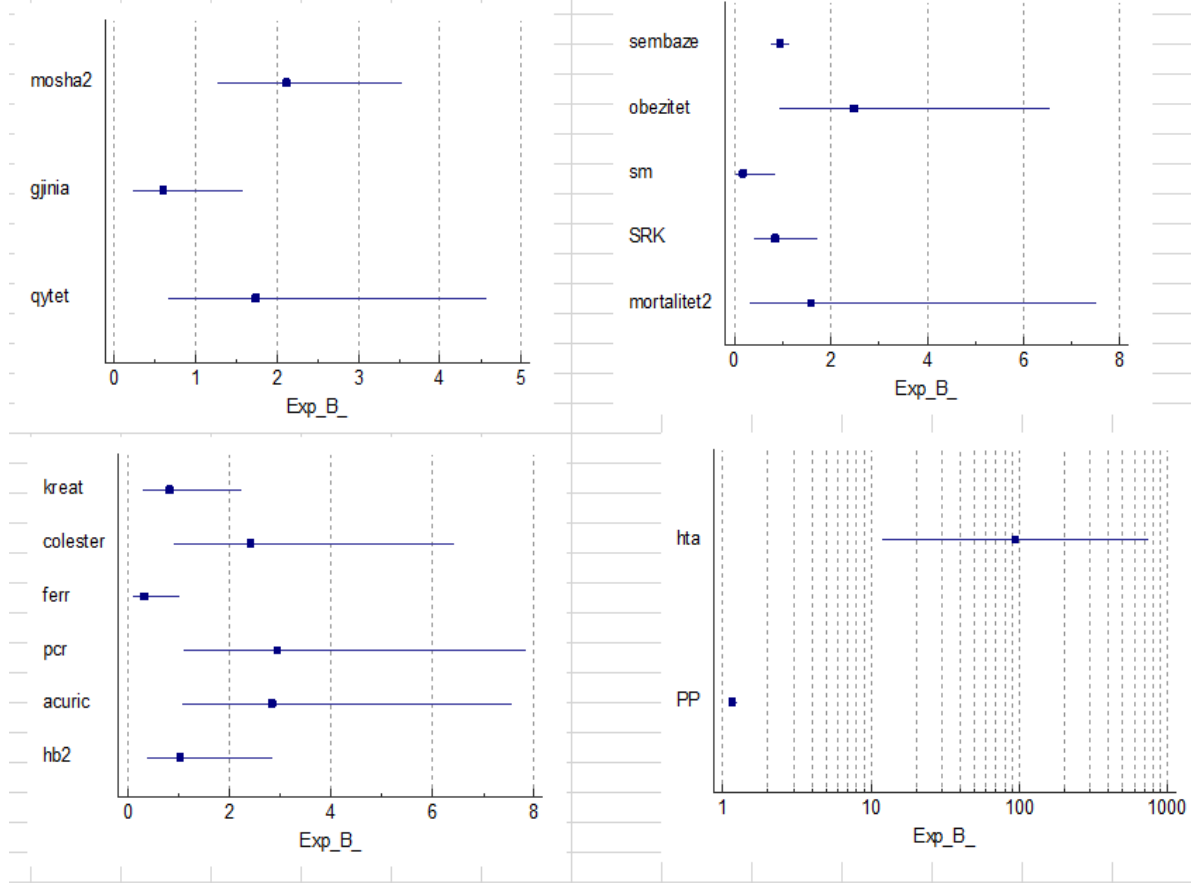 mosha2
gjinia
qytet
0 1 2 3 4 5
Exp_B_
sembaze
obezitet
sm
SRK
mortalitet2
0 2 4 6 8
Exp_B_
kreat
colester
ferr
pcr
acuric
hb2
0 2 4 6 8
Exp_B_
hta
PP
1 10 100 1000
Exp_B_